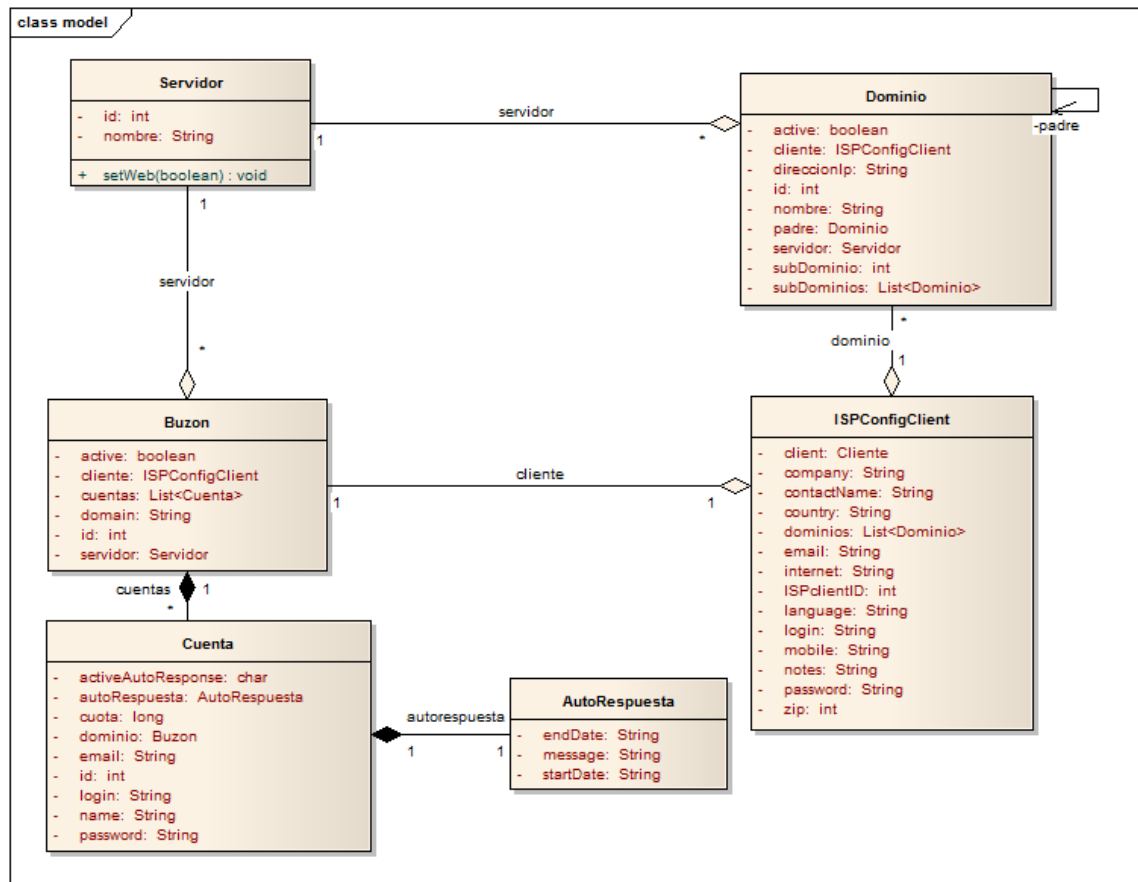 class model
Servidor
- id: int
- nombre: String
+ setWeb(boolean) : void
servidor
1
*
Dominio
- active: boolean
- cliente: ISPConfigClient
- direccionIp: String
- id: int
- nombre: String
- padre: Dominio
- servidor: Servidor
- subDominio: int
- subDominios: List<Dominio>
-padre
1
servidor
*
*
dominio
1
Buzon
- active: boolean
- cliente: ISPConfigClient
- cuentas: List<Cuenta>
- domain: String
- id: int
- servidor: Servidor
cliente
1
1
ISPConfigClient
- client: Cliente
- company: String
- contactName: String
- country: String
- dominios: List<Dominio>
- email: String
- internet: String
- ISPclientID: int
- language: String
- login: String
- mobile: String
- notes: String
- password: String
- zip: int
cuentas
1
*
Cuenta
- activeAutoResponse: char
- autoRespuesta: AutoRespuesta
- cuota: long
- dominio: Buzon
- email: String
- id: int
- login: String
- name: String
- password: String
autorespuesta
1
1
AutoRespuesta
- endDate: String
- message: String
- startDate: String